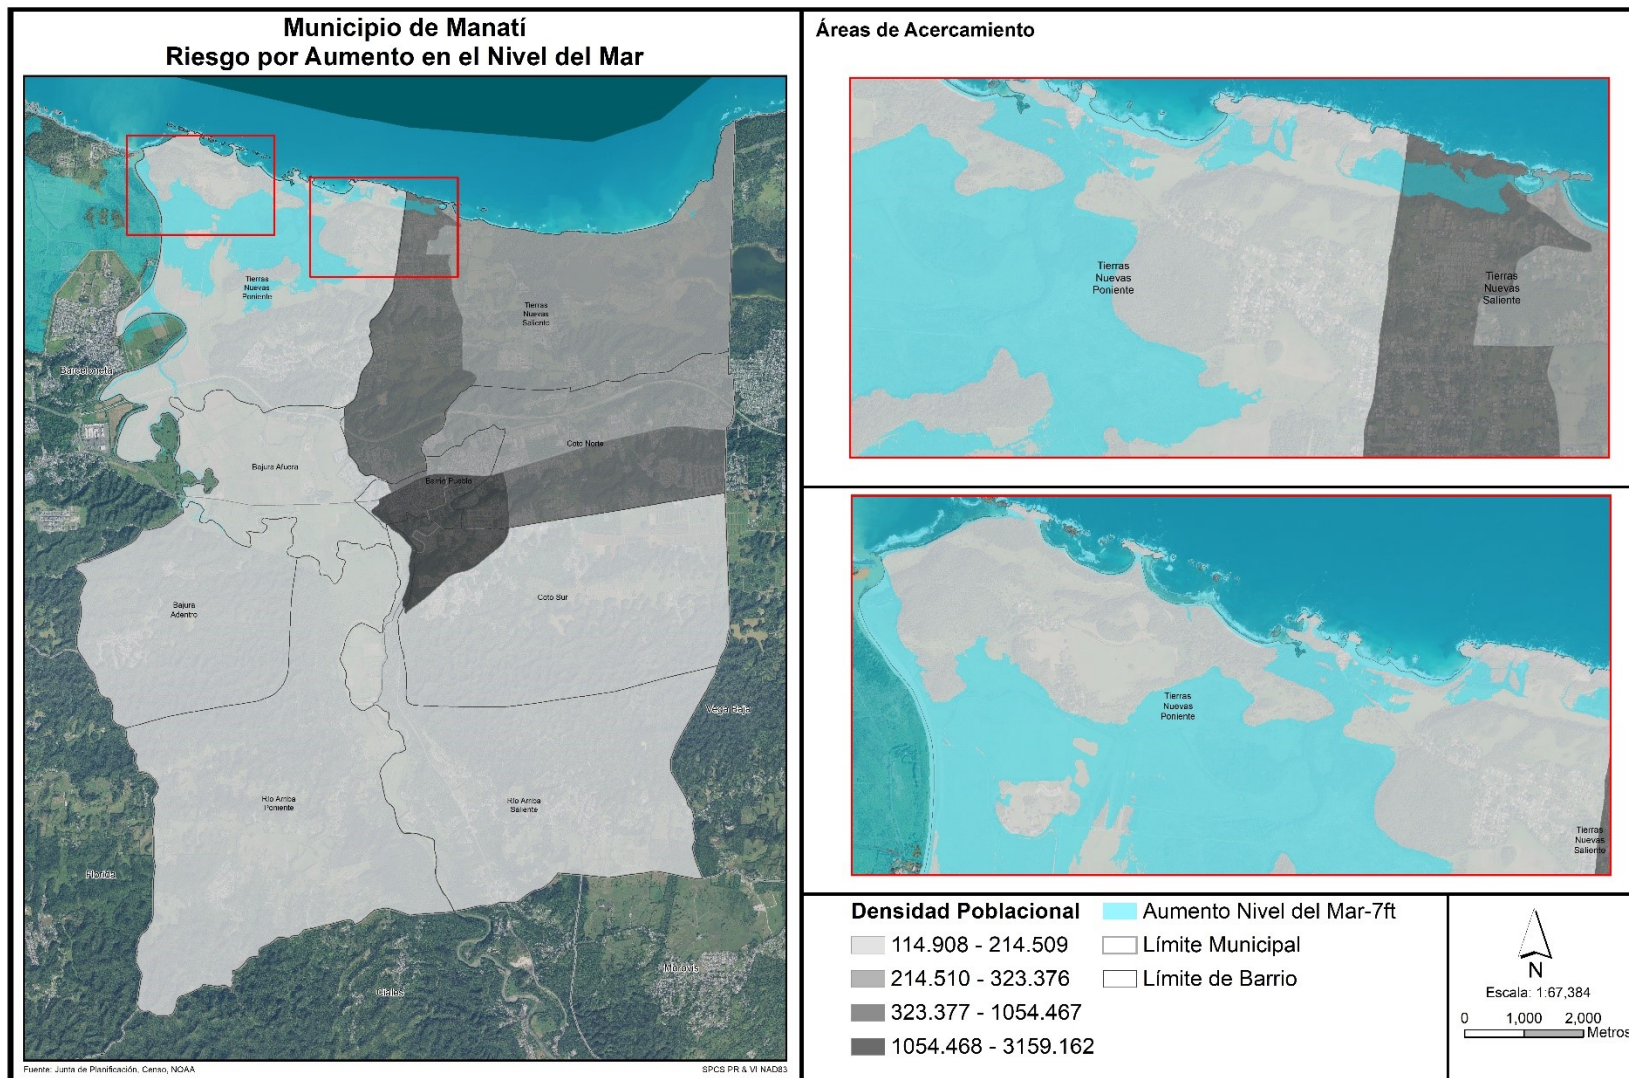 Municipio de Manatí
Riesgo por Aumento en el Nivel del Mar
Tierras
Nuevas
Poniente
Tierras
Nuevas
Saliente
Barceloneta
Coto Norte
Bajura Afuera
Barrio Pueblo
Bajura
Adentro
Coto Sur
Vega Baja
Río Arriba
Poniente
Río Arriba
Saliente
Florida
Morovis
Ciales
Fuente: Junta de Planificación, Censo, NOAA
SPCS PR & VI NAD83
Áreas de Acercamiento
Tierras
Nuevas
Poniente
Tierras
Nuevas
Saliente
Tierras
Nuevas
Poniente
Tierras
Nuevas
Saliente
Densidad Poblacional
114.908 - 214.509
214.510 - 323.376
323.377 - 1054.467
1054.468 - 3159.162
Aumento Nivel del Mar-7ft
Límite Municipal
Límite de Barrio
N
Escala: 1:67,384
0 1,000 2,000
Metros